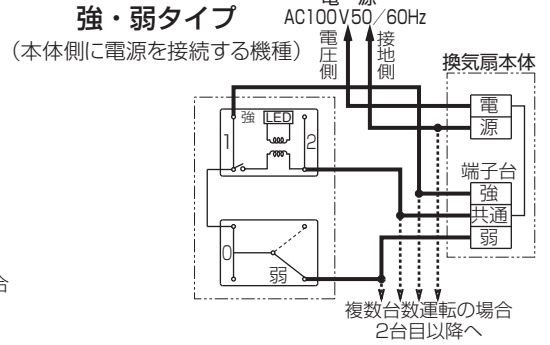 強・弱タイプ
（本体側に電源を接続する機種）
電　源
AC100V50/60Hz
電圧側
接地側
換気扇本体
電
源
端子台
強
共通
弱
強
LED
1
2
0
弱
複数台数運転の場合
2台目以降へ
合